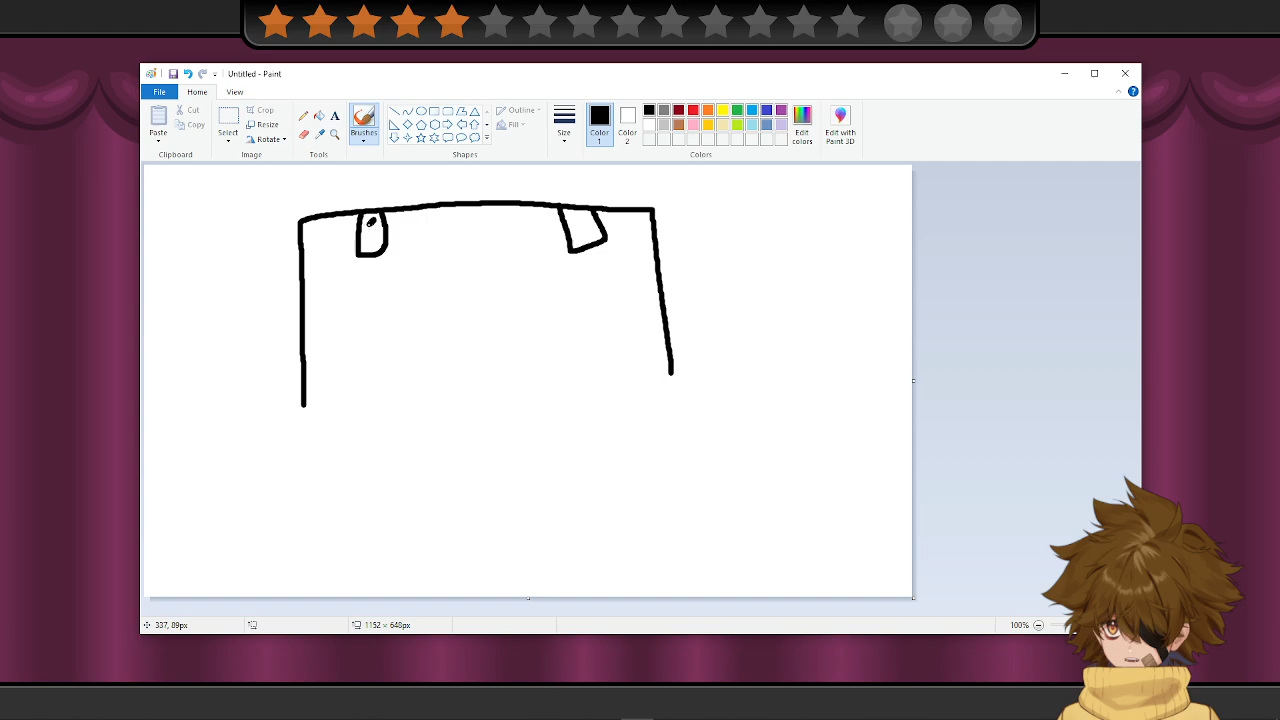 Untitled - Paint
File
Home
View
Paste
Cut
Copy
Clipboard
Select
Crop
Resize
Rotate
Image
A
Tools
Brushes
Outline
Fill
Shapes
Size
Color 1
Color 2
Edit colors
Edit with Paint 3D
Colors
337, 89px
1152 × 648px
100%